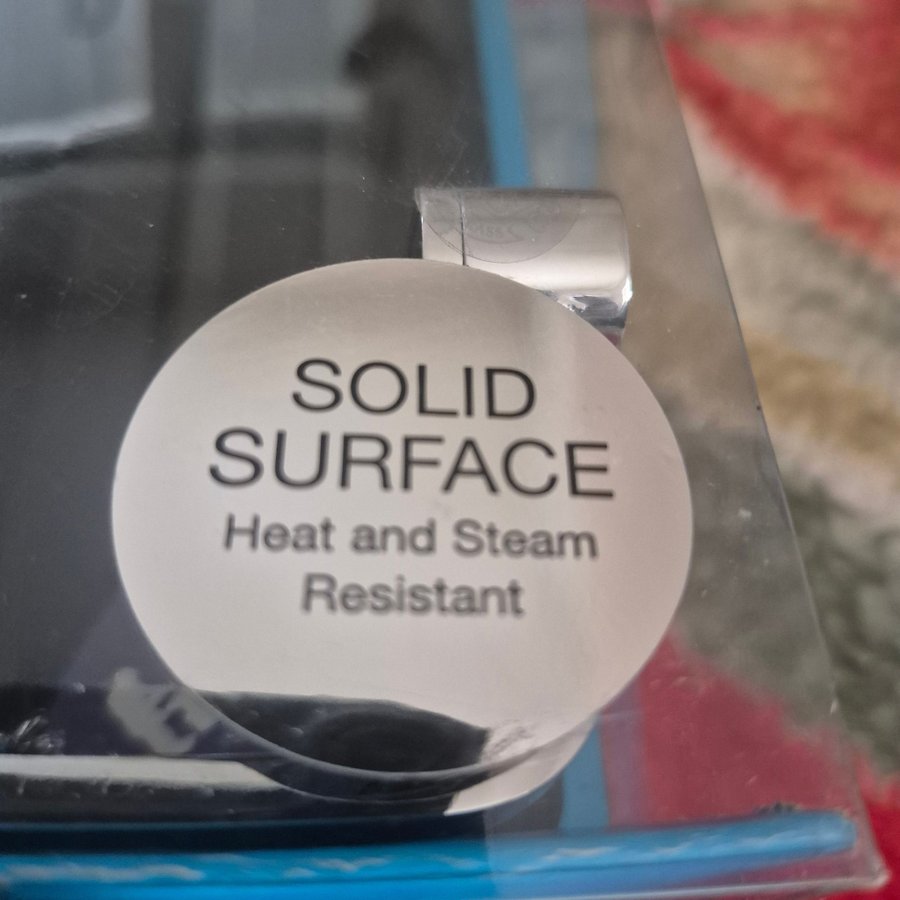 SOLID
SURFACE
Heat and Steam
Resistant